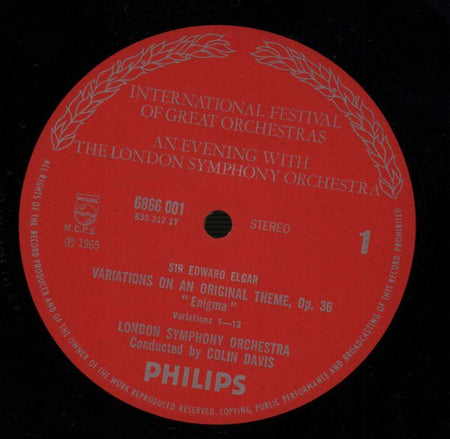 INTERNATIONAL FESTIVAL
OF GREAT ORCHESTRAS
AN EVENING WITH
THE LONDON SYMPHONY ORCHESTRA
PHILIPS
M.C.P.S.
℗ 1965
6866 001
835 317 1Y
STEREO
1
SIR EDWARD ELGAR
VARIATIONS ON AN ORIGINAL THEME, Op. 36
"Enigma"
Variations 1—13
LONDON SYMPHONY ORCHESTRA
Conducted by COLIN DAVIS
PHILIPS
ALL RIGHTS OF THE RECORD PRODUCER AND OF THE OWNER OF THE WORK REPRODUCED RESERVED. COPYING, PUBLIC PERFORMANCE AND BROADCASTING OF THIS RECORD PROHIBITED